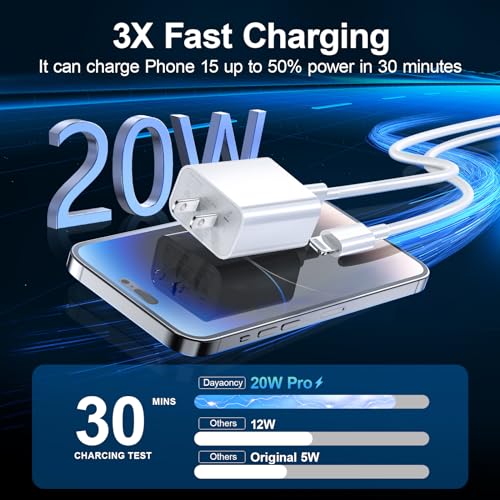 3X Fast Charging
It can charge Phone 15 up to 50% power in 30 minutes
20W
Dayaoncy 20W Pro
30 MINS
Others 12W
CHARCING TEST
Others Original 5W